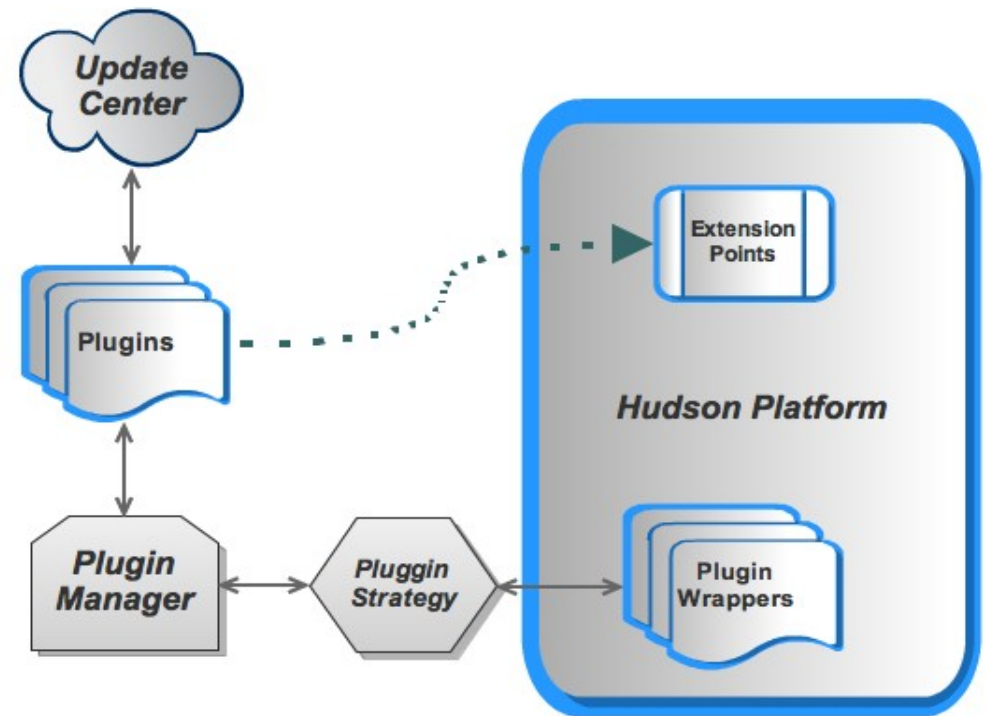 Update
Center
Extension
Points
Plugins
Hudson Platform
Plugin
Manager
Pluggin
Strategy
Plugin
Wrappers